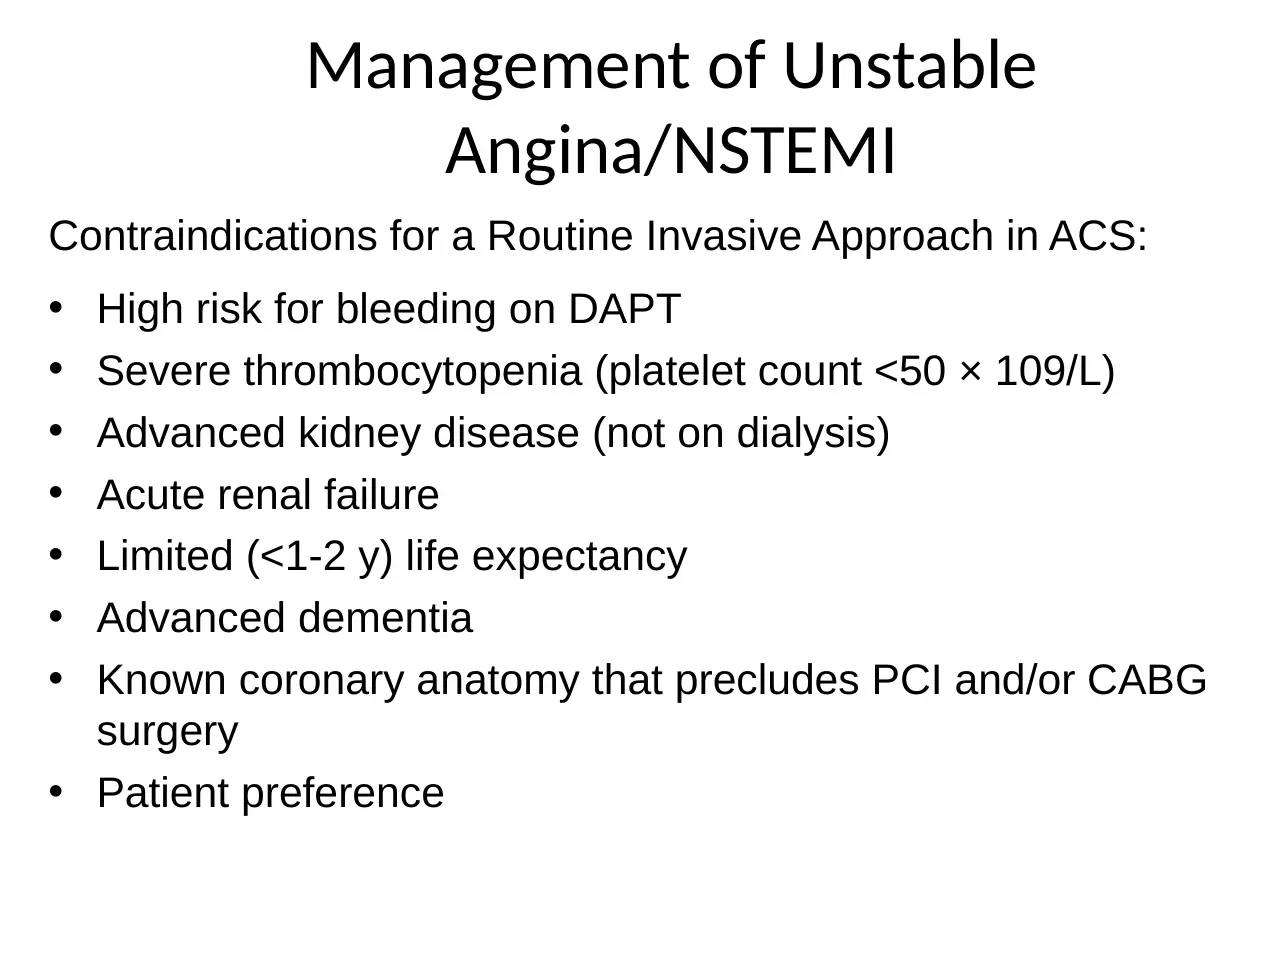 Management of Unstable
Angina/NSTEMI
Contraindications for a Routine Invasive Approach in ACS:
• High risk for bleeding on DAPT
• Severe thrombocytopenia (platelet count <50 × 109/L)
• Advanced kidney disease (not on dialysis)
• Acute renal failure
• Limited (<1-2 y) life expectancy
• Advanced dementia
• Known coronary anatomy that precludes PCI and/or CABG
surgery
• Patient preference